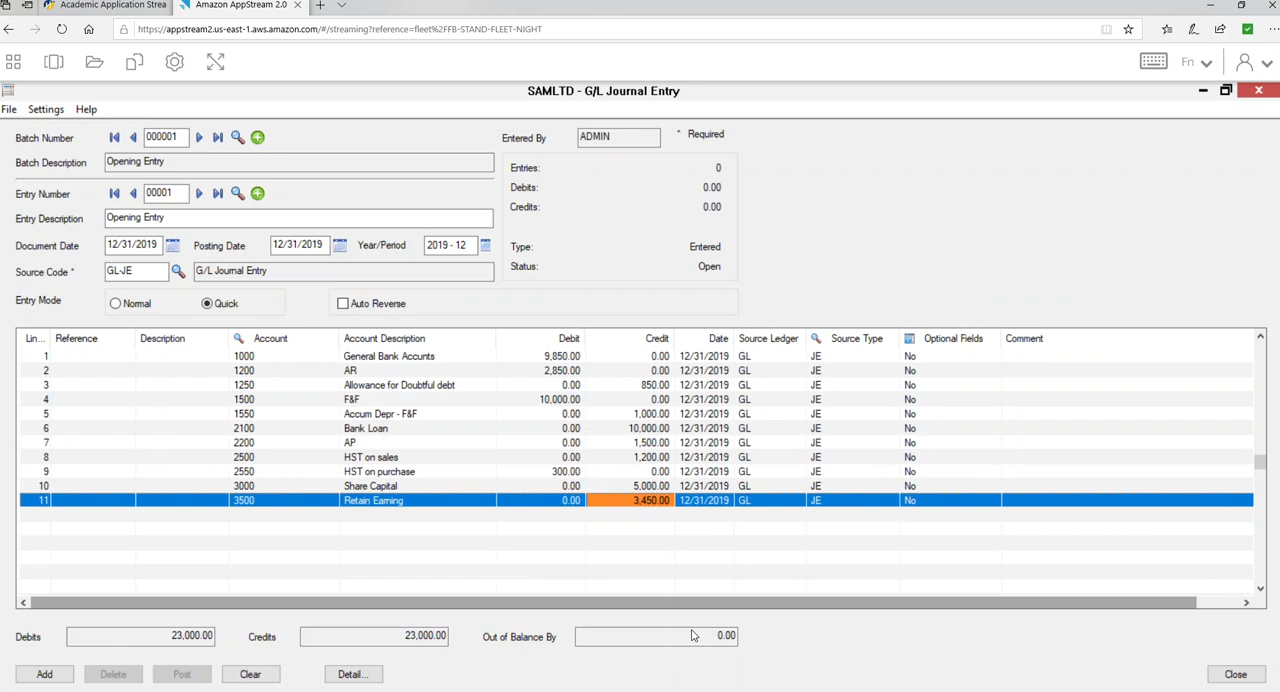 Academic Application Strea
Amazon AppStream 2.0
https://appstream2.us-east-1.aws.amazon.com/#/streaming?reference=fleet%2FFB-STAND-FLEET-NIGHT
Fn
SAMLTD - G/L Journal Entry
File Settings Help
Batch Number 000001 Entered By ADMIN * Required
Batch Description Opening Entry
Entries: 0
Debits: 0.00
Entry Number 00001
Credits: 0.00
Entry Description Opening Entry
Document Date 12/31/2019 Posting Date 12/31/2019 Year/Period 2019 - 12 Type: Entered
Source Code * GL-JE G/L Journal Entry Status: Open
Entry Mode Normal Quick Auto Reverse
Lin... Reference Description Account Account Description Debit Credit Date Source Ledger Source Type Optional Fields Comment
1 1000 General Bank Accunts 9,850.00 0.00 12/31/2019 GL JE No
2 1200 AR 2,850.00 0.00 12/31/2019 GL JE No
3 1250 Allowance for Doubtful debt 0.00 850.00 12/31/2019 GL JE No
4 1500 F&F 10,000.00 0.00 12/31/2019 GL JE No
5 1550 Accum Depr - F&F 0.00 1,000.00 12/31/2019 GL JE No
6 2100 Bank Loan 0.00 10,000.00 12/31/2019 GL JE No
7 2200 AP 0.00 1,500.00 12/31/2019 GL JE No
8 2500 HST on sales 0.00 1,200.00 12/31/2019 GL JE No
9 2550 HST on purchase 300.00 0.00 12/31/2019 GL JE No
10 3000 Share Capital 0.00 5,000.00 12/31/2019 GL JE No
11 3500 Retain Earning 0.00 3,450.00 12/31/2019 GL JE No
Debits 23,000.00 Credits 23,000.00 Out of Balance By 0.00
Add Delete Post Clear Detail... Close